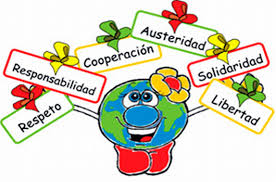 Respeto
Responsabilidad
Cooperación
Austeridad
Solidaridad
Libertad